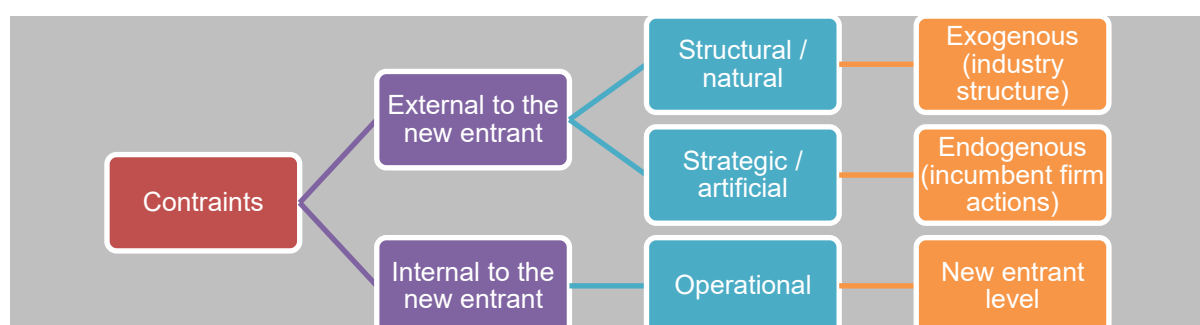 Contraints
External to the
new entrant
Structural /
natural
Exogenous
(industry
structure)
Strategic /
artificial
Endogenous
(incumbent firm
actions)
Internal to the
new entrant
Operational
New entrant
level